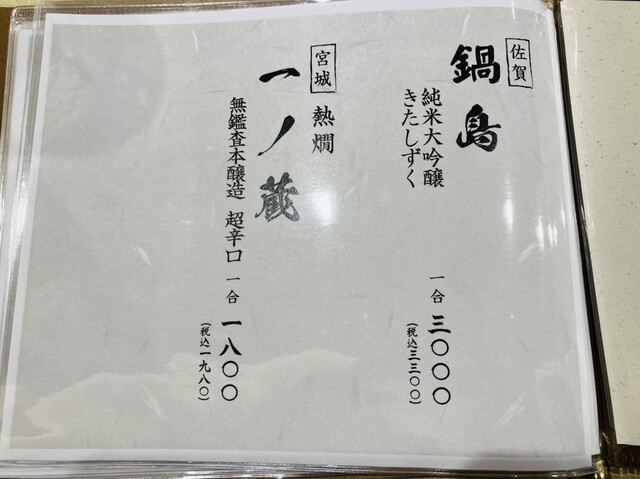 佐賀
鍋島
純米大吟醸
きたしずく
一合 三〇〇〇
(税込三三〇〇)
宮城
熱燗
一ノ蔵
無鑑査本醸造 超辛口 一合 一八〇〇
(税込一九八〇)